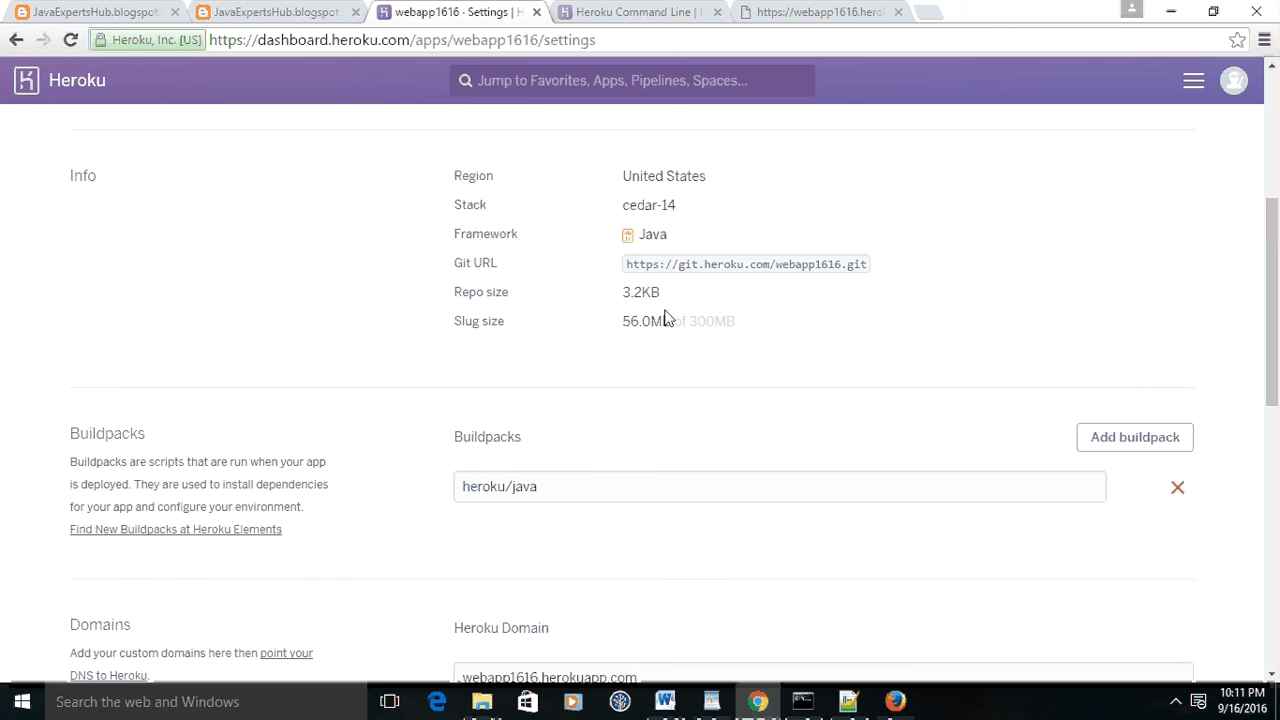 JavaExpertsHub.blogspot.
JavaExpertsHub.blogspot.
webapp1616 · Settings | H
Heroku Command Line | H
https://webapp1616.herol
Heroku, Inc. [US]
https://dashboard.heroku.com/apps/webapp1616/settings
Heroku
Jump to Favorites, Apps, Pipelines, Spaces...
Info
Region United States
Stack cedar-14
Framework Java
Git URL https://git.heroku.com/webapp1616.git
Repo size 3.2KB
Slug size 56.0MB of 300MB
Buildpacks
Buildpacks are scripts that are run when your app
is deployed. They are used to install dependencies
for your app and configure your environment.
Find New Buildpacks at Heroku Elements
Buildpacks
Add buildpack
heroku/java
Domains
Add your custom domains here then point your
DNS to Heroku.
Heroku Domain
webapp1616.herokuapp.com
Search the web and Windows
10:11 PM
9/16/2016